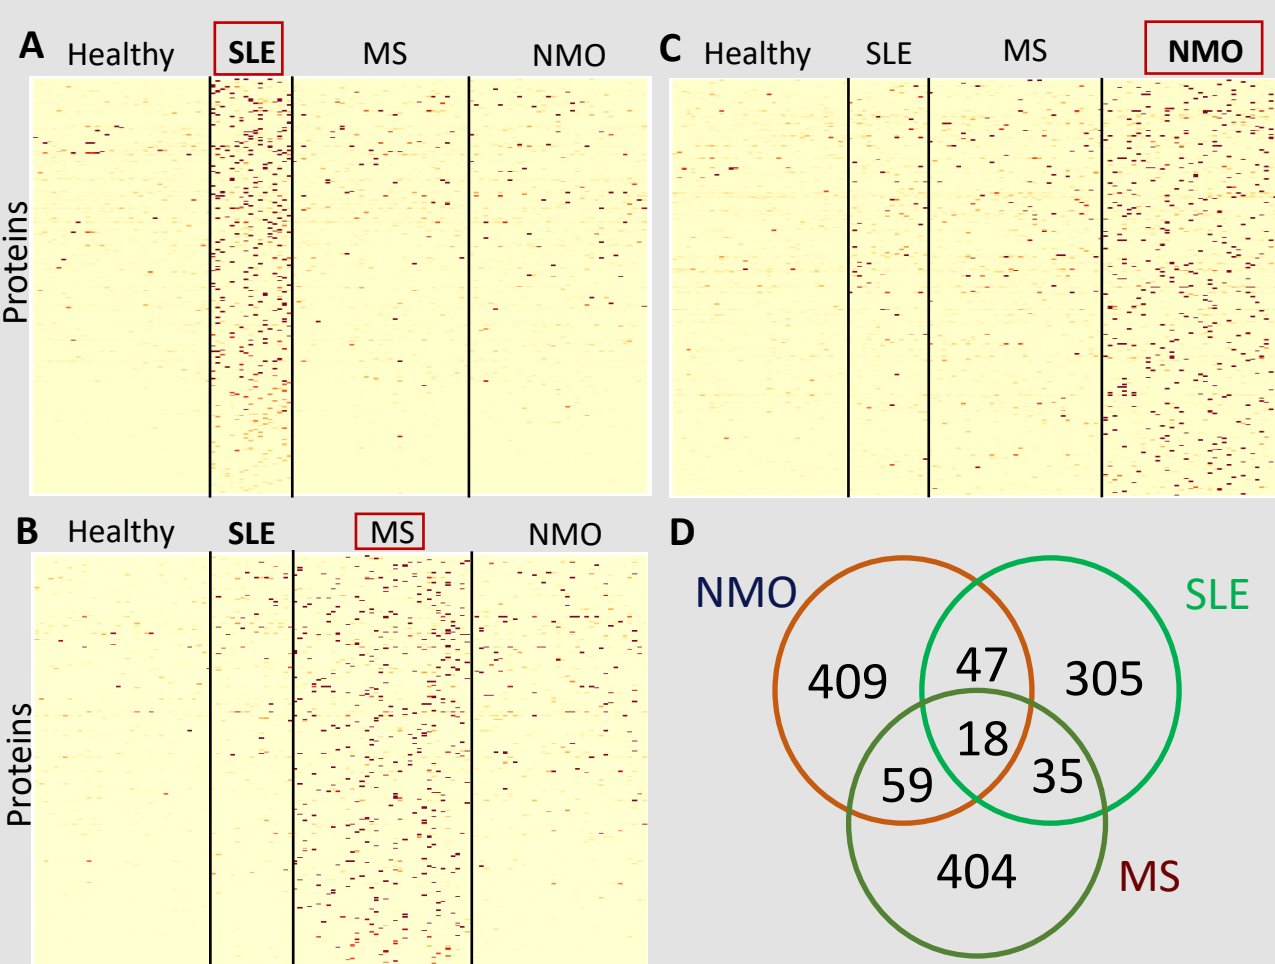 A Healthy SLE MS NMO
Proteins
C Healthy SLE MS NMO
B Healthy SLE MS NMO
Proteins
D
NMO
SLE
409
47
305
18
59
35
404
MS